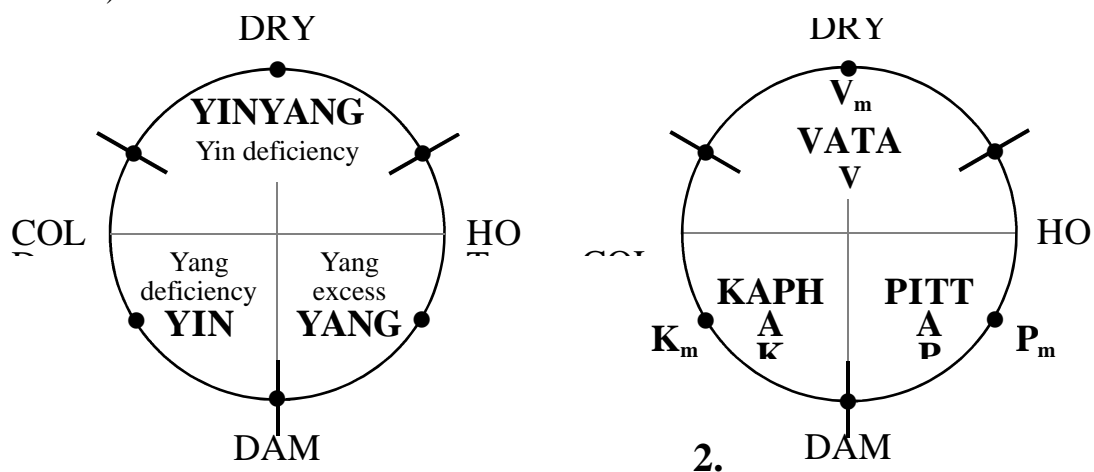 DRY
YINYANG
Yin deficiency
COL
HO
Yang
deficiency
YIN
Yang
excess
YANG
DAM
DRY
Vm
VATA
V
HO
COL
KAPH
A
K
Km
PITT
A
P
Pm
DAM
2.